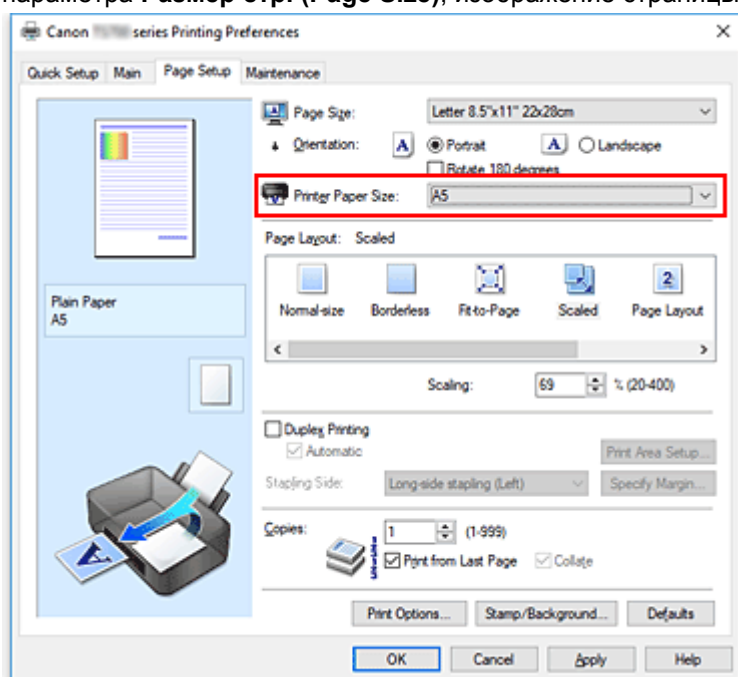 параметра Размер стр. (Page Size), изображение страницы
Canon series Printing Preferences
Quick Setup Main Page Setup Maintenance
Page Size: Letter 8.5"x11" 22x28cm
Orientation: A Portrait A Landscape
Rotate 180 degrees
Printer Paper Size: A5
Page Layout: Scaled
2
Normal-size Borderless Fit-to-Page Scaled Page Layout
Plain Paper
A5
Scaling: 69 % (20-400)
Duplex Printing
Automatic Print Area Setup...
Stapling Side: Long-side stapling (Left) Specify Margin...
Copies: 1 (1-999)
Print from Last Page Collate
A
Print Options... Stamp/Background... Defaults
OK Cancel Apply Help